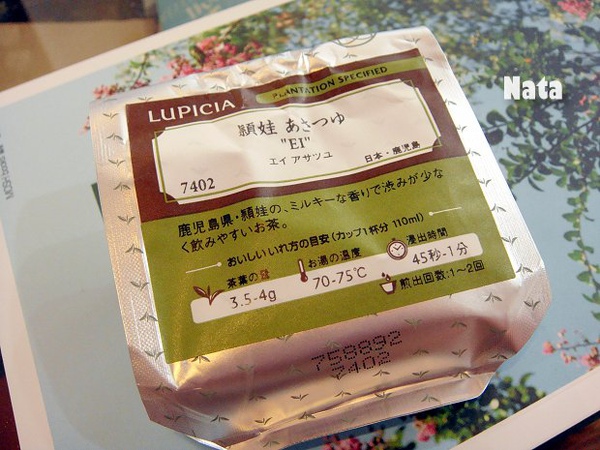 Nata
LUPICIA
PLANTATION SPECIFIED
頴娃 あさつゆ
"EI"
エイ アサツユ
7402
日本・鹿児島
鹿児島県・頴娃の、ミルキーな香りで渋みが少な
く飲みやすいお茶。
おいしいいれ方の目安(カップ1杯分 110ml)
茶葉の量
3.5-4g
お湯の温度
70-75℃
浸出時間
45秒-1分
煎出回数:1〜2回
758892
7402